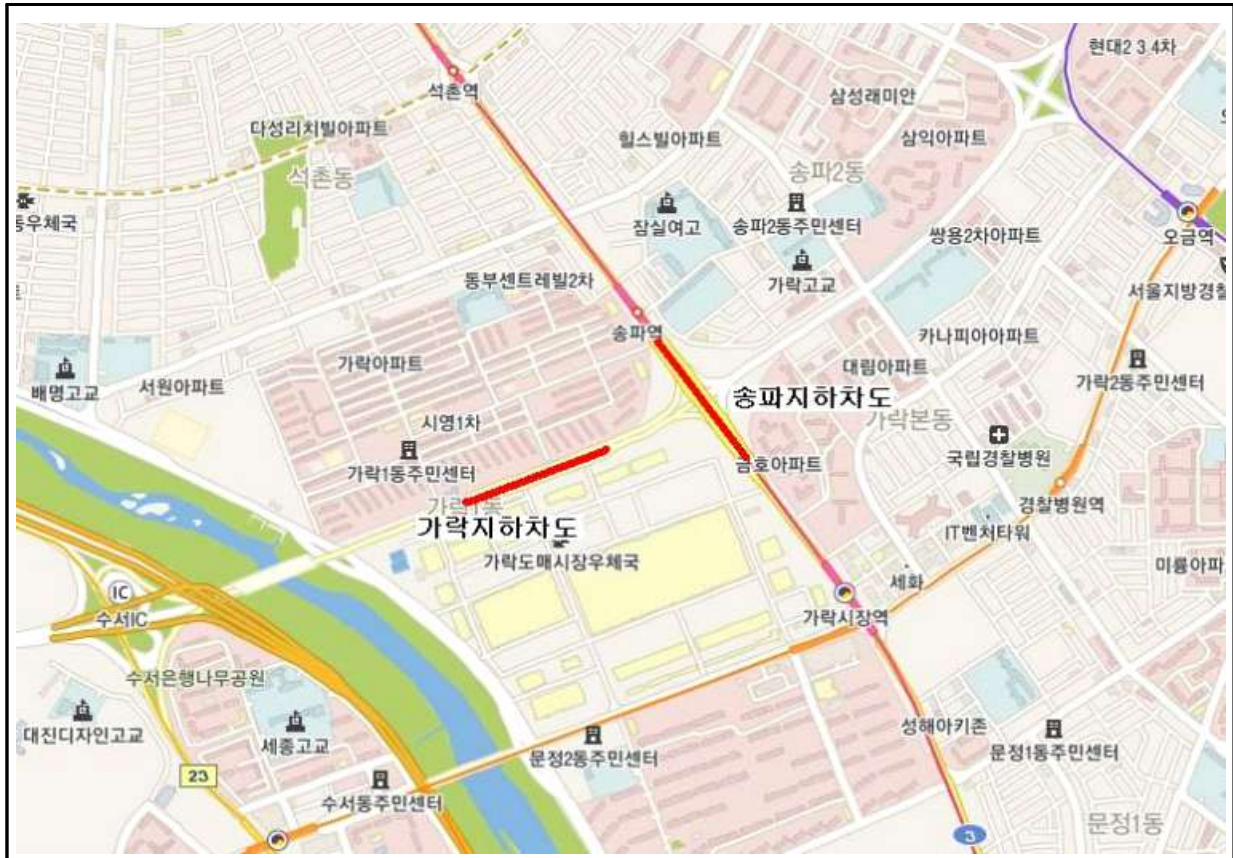 현대2 3,4차
석촌역
삼성래미안
다성리치빌아파트
힐스빌아파트
삼익아파트
석촌동
송파2동
동우체국
잠실여고
송파2동주민센터
오금역
쌍용2차아파트
동부센트레빌2차
가락고교
서울지방경찰
송파역
카나피아아파트
가락아파트
대림아파트
가락2동주민센터
배명고교
서원아파트
송파지하차도
시영1차
가락본동
국립경찰병원
가락1동주민센터
금호아파트
경찰병원역
가락1동
가락지하차도
IT벤처타워
가락도매시장우체국
미륭아파
세화
IC
수서IC
가락시장역
수서은행나무공원
대진디자인고교
세종고교
성해아키존
문정2동주민센터
문정1동주민센터
23
수서동주민센터
3
문정1동